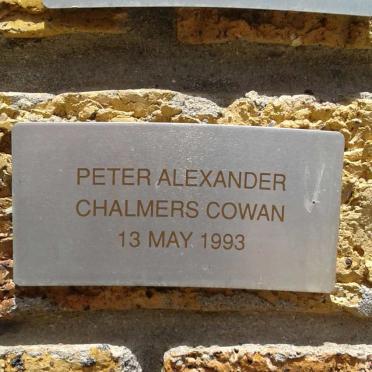 PETER ALEXANDER
CHALMERS COWAN
13 MAY 1993